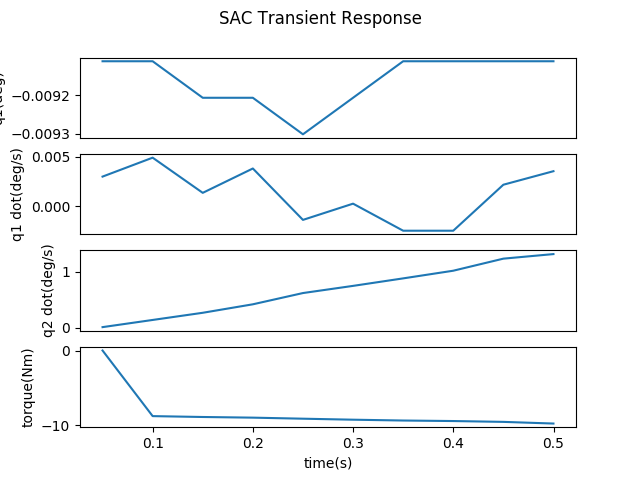 SAC Transient Response
−0.0092
−0.0093
0.005
0.000
q1 dot(deg/s)
1
0
q2 dot(deg/s)
0
−10
torque(Nm)
0.1 0.2 0.3 0.4 0.5
time(s)